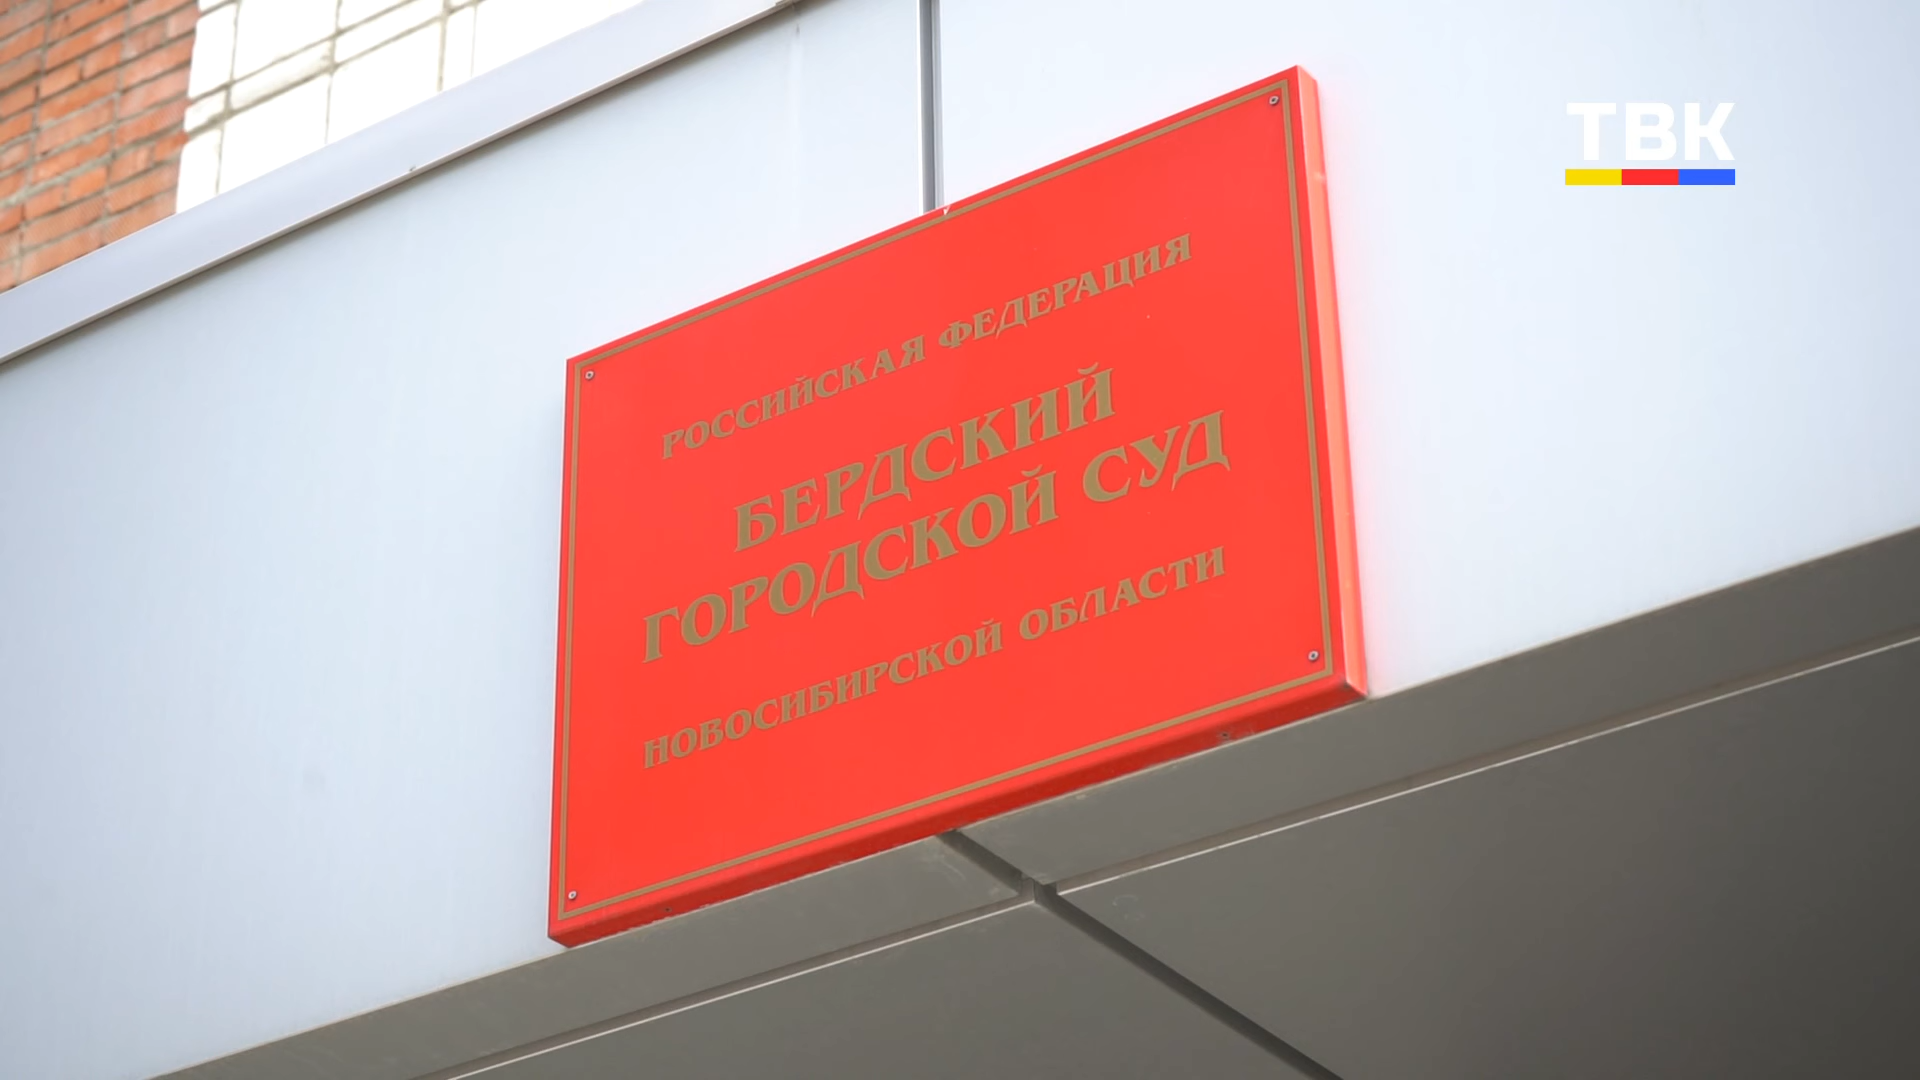 ТВК
РОССИЙСКАЯ ФЕДЕРАЦИЯ
БЕРДСКИЙ
ГОРОДСКОЙ СУД
НОВОСИБИРСКОЙ ОБЛАСТИ